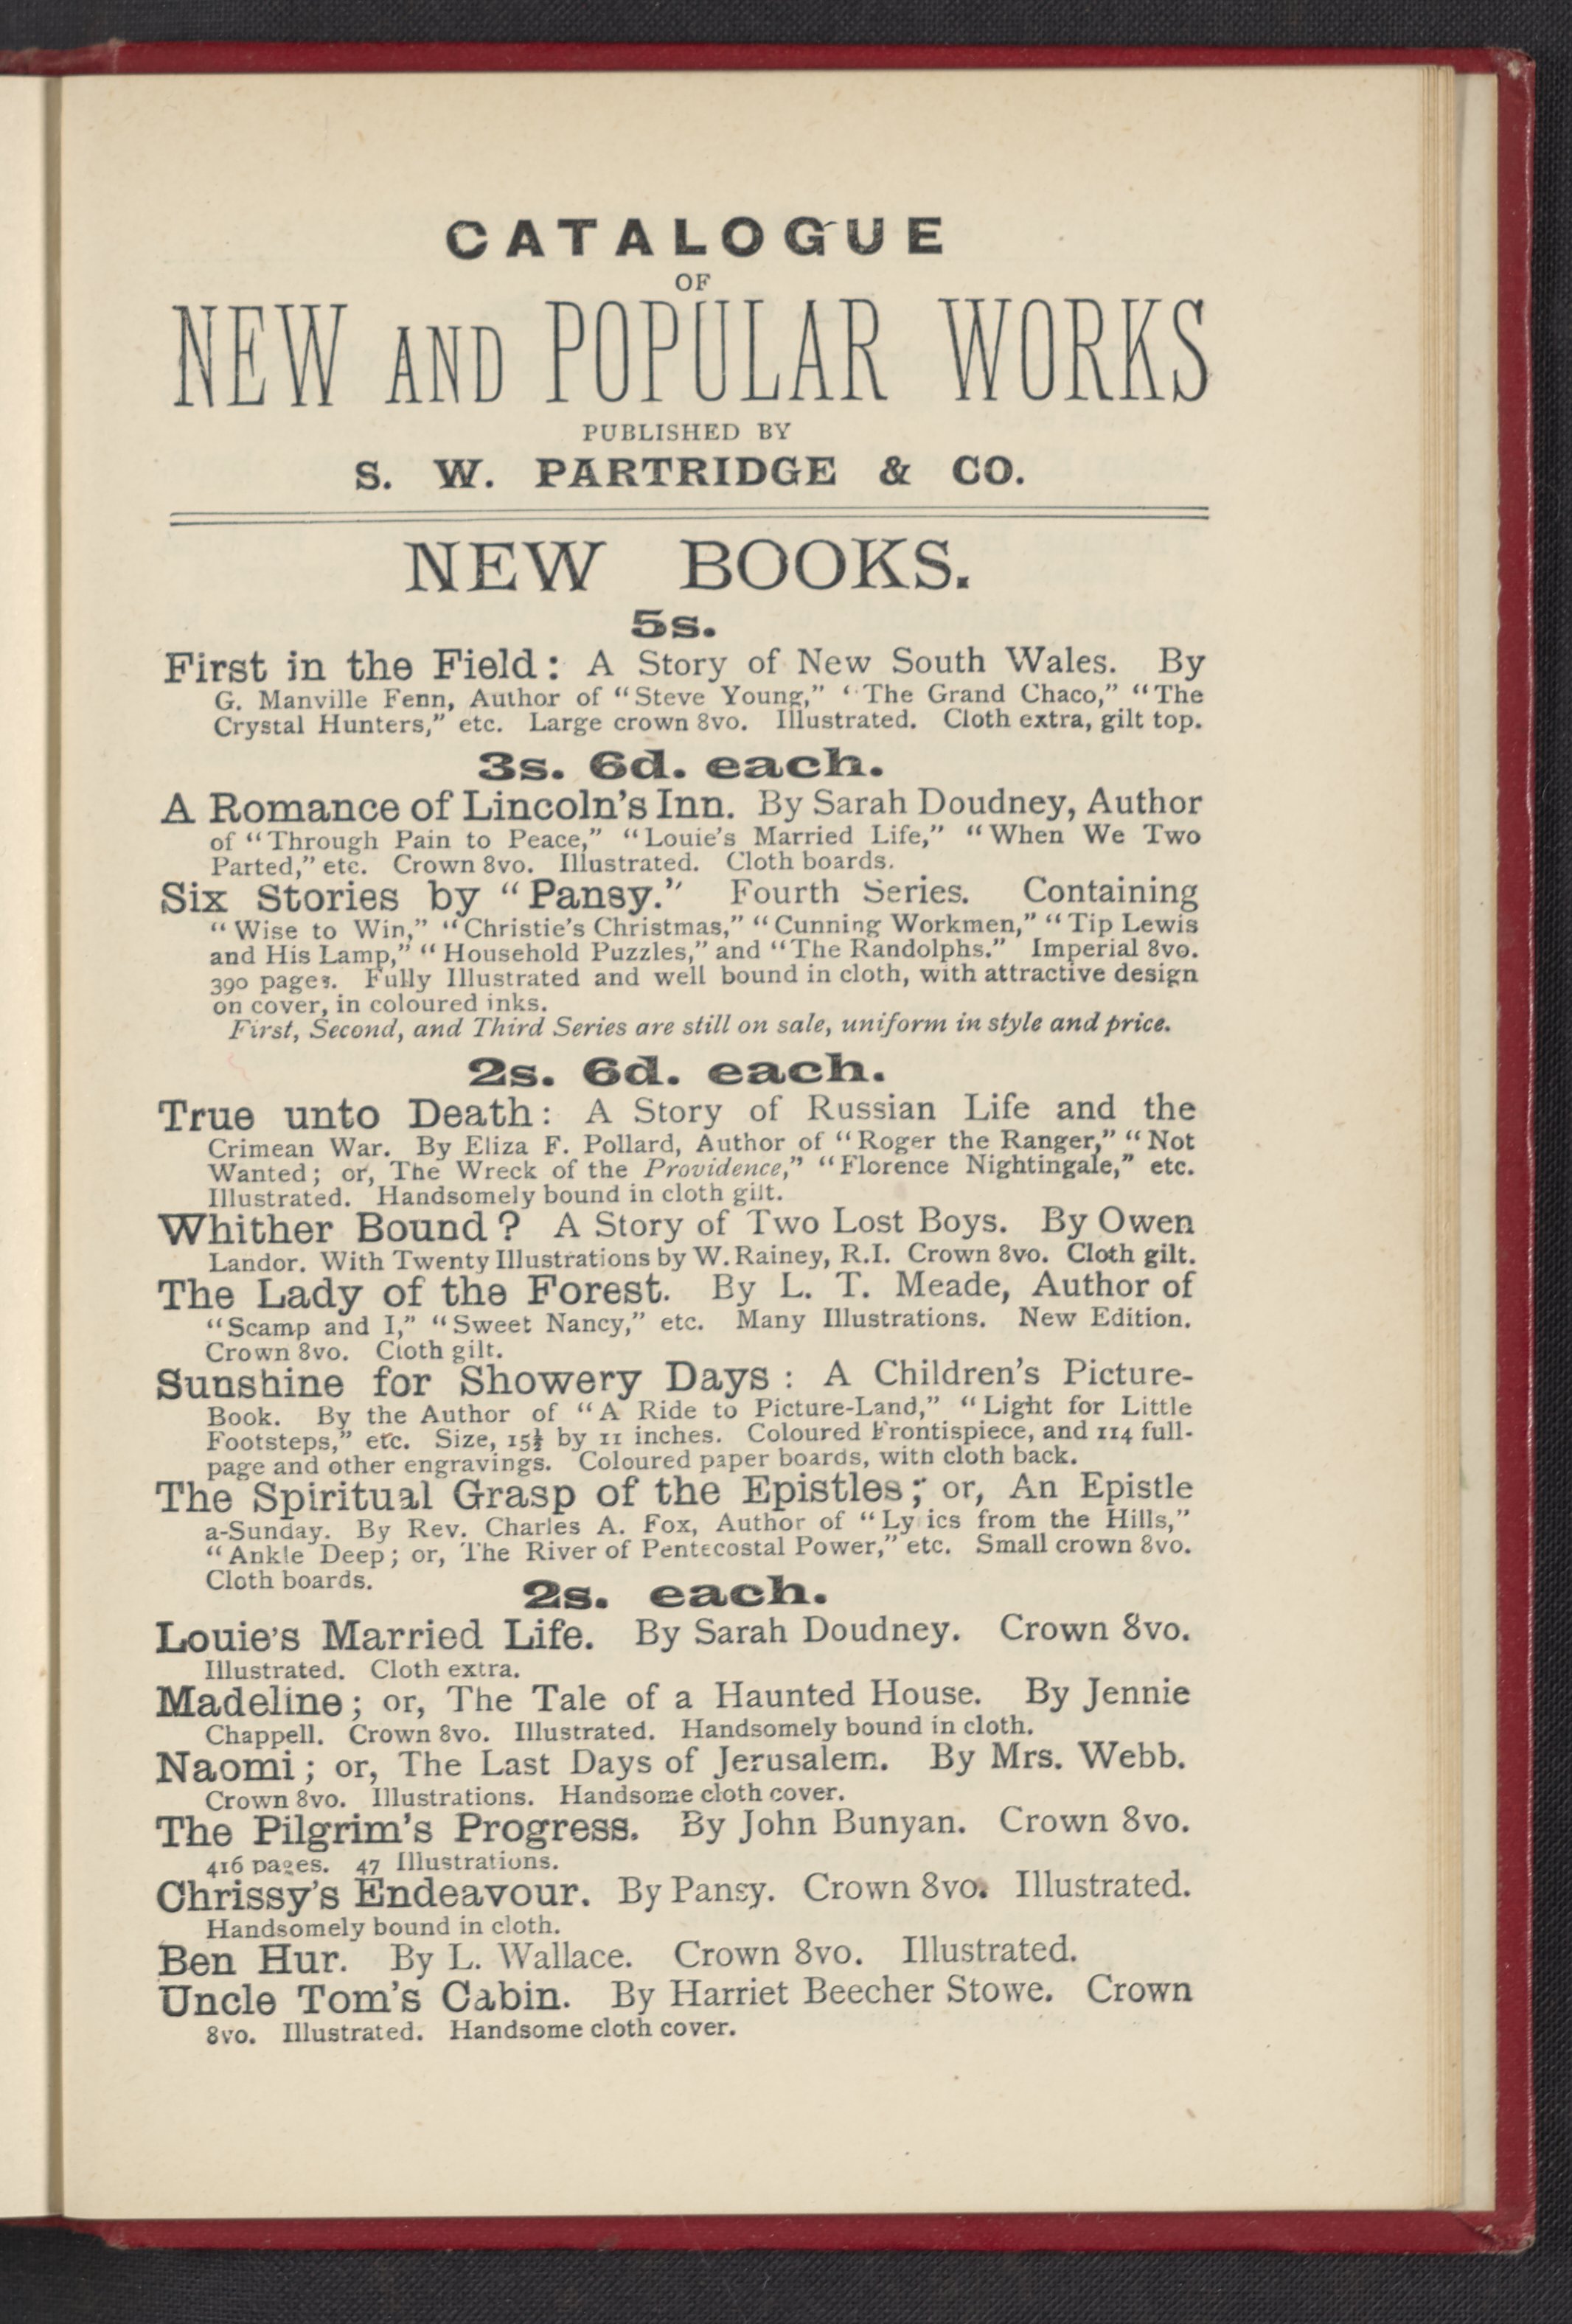 CATALOGUE
OF
NEW AND POPULAR WORKS
PUBLISHED BY
S. W. PARTRIDGE & CO.
NEW BOOKS.
5s.
First in the Field: A Story of New South Wales. By
G. Manville Fenn, Author of “Steve Young,” “The Grand Chaco,” “The
Crystal Hunters,” etc. Large crown 8vo. Illustrated. Cloth extra, gilt top.
3s. 6d. each.
A Romance of Lincoln’s Inn. By Sarah Doudney, Author
of “Through Pain to Peace,” “Louie’s Married Life,” “When We Two
Parted,” etc. Crown 8vo. Illustrated. Cloth boards.
Six Stories by “Pansy.” Fourth Series. Containing
“Wise to Win,” “Christie’s Christmas,” “Cunning Workmen,” “Tip Lewis
and His Lamp,” “Household Puzzles,” and “The Randolphs.” Imperial 8vo.
390 pages. Fully Illustrated and well bound in cloth, with attractive design
on cover, in coloured inks.
First, Second, and Third Series are still on sale, uniform in style and price.
2s. 6d. each.
True unto Death: A Story of Russian Life and the
Crimean War. By Eliza F. Pollard, Author of “Roger the Ranger,” “Not
Wanted; or, The Wreck of the Providence,” “Florence Nightingale,” etc.
Illustrated. Handsomely bound in cloth gilt.
Whither Bound? A Story of Two Lost Boys. By Owen
Landor. With Twenty Illustrations by W. Rainey, R.I. Crown 8vo. Cloth gilt.
The Lady of the Forest. By L. T. Meade, Author of
“Scamp and I,” “Sweet Nancy,” etc. Many Illustrations. New Edition.
Crown 8vo. Cloth gilt.
Sunshine for Showery Days: A Children’s Picture-
Book. By the Author of “A Ride to Picture-Land,” “Light for Little
Footsteps,” etc. Size, 15½ by 11 inches. Coloured Frontispiece, and 114 full-
page and other engravings. Coloured paper boards, with cloth back.
The Spiritual Grasp of the Epistles; or, An Epistle
a-Sunday. By Rev. Charles A. Fox, Author of “Lyrics from the Hills,”
“Ankle Deep; or, The River of Pentecostal Power,” etc. Small crown 8vo.
Cloth boards.
2s. each.
Louie’s Married Life. By Sarah Doudney. Crown 8vo.
Illustrated. Cloth extra.
Madeline; or, The Tale of a Haunted House. By Jennie
Chappell. Crown 8vo. Illustrated. Handsomely bound in cloth.
Naomi; or, The Last Days of Jerusalem. By Mrs. Webb.
Crown 8vo. Illustrations. Handsome cloth cover.
The Pilgrim’s Progress. By John Bunyan. Crown 8vo.
416 pages. 47 Illustrations.
Chrissy’s Endeavour. By Pansy. Crown 8vo. Illustrated.
Handsomely bound in cloth.
Ben Hur. By L. Wallace. Crown 8vo. Illustrated.
Uncle Tom’s Cabin. By Harriet Beecher Stowe. Crown
8vo. Illustrated. Handsome cloth cover.